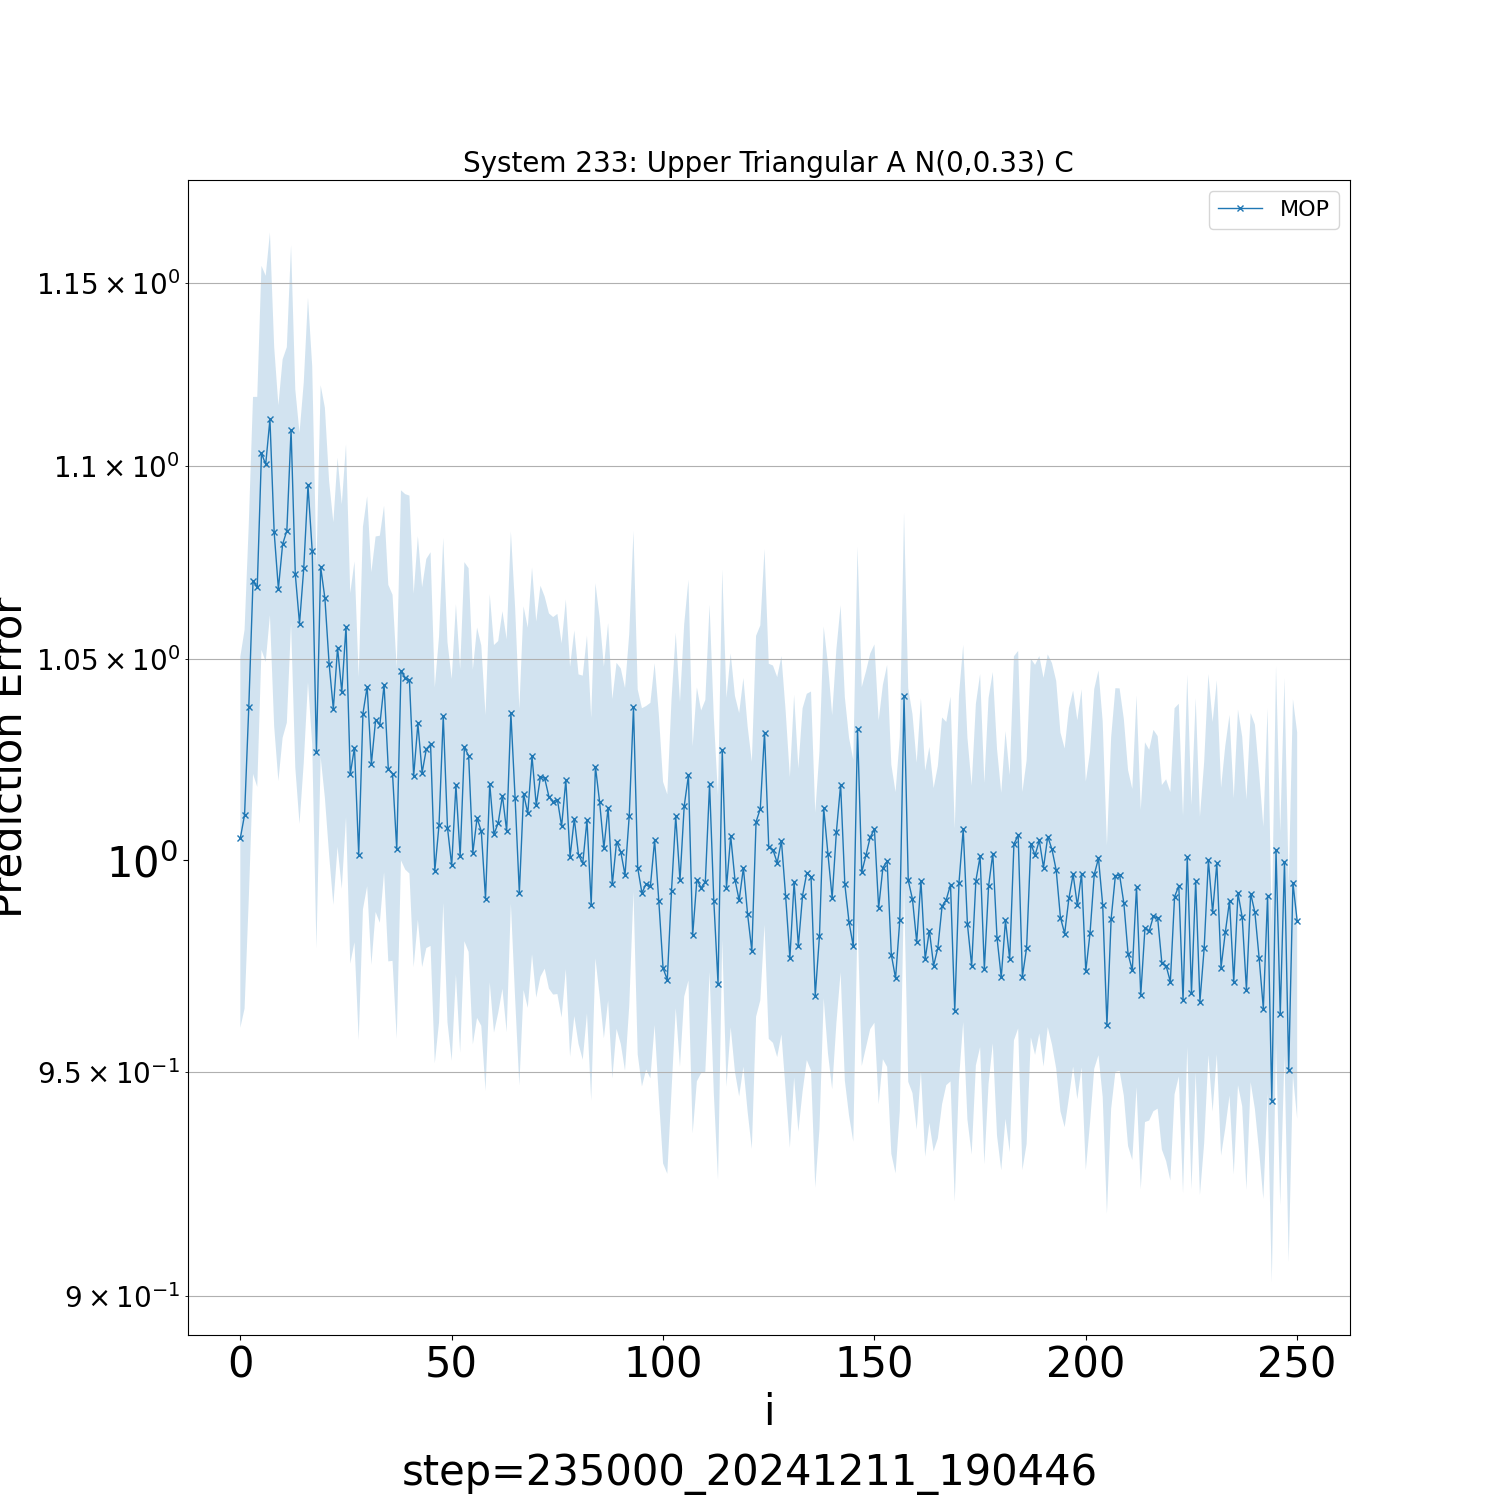 System 233: Upper Triangular A N(0,0.33) C
MOP
1.15 × 10⁰
1.1 × 10⁰
1.05 × 10⁰
10⁰
9.5 × 10⁻¹
9 × 10⁻¹
Prediction Error
0 50 100 150 200 250
i
step=235000_20241211_190446